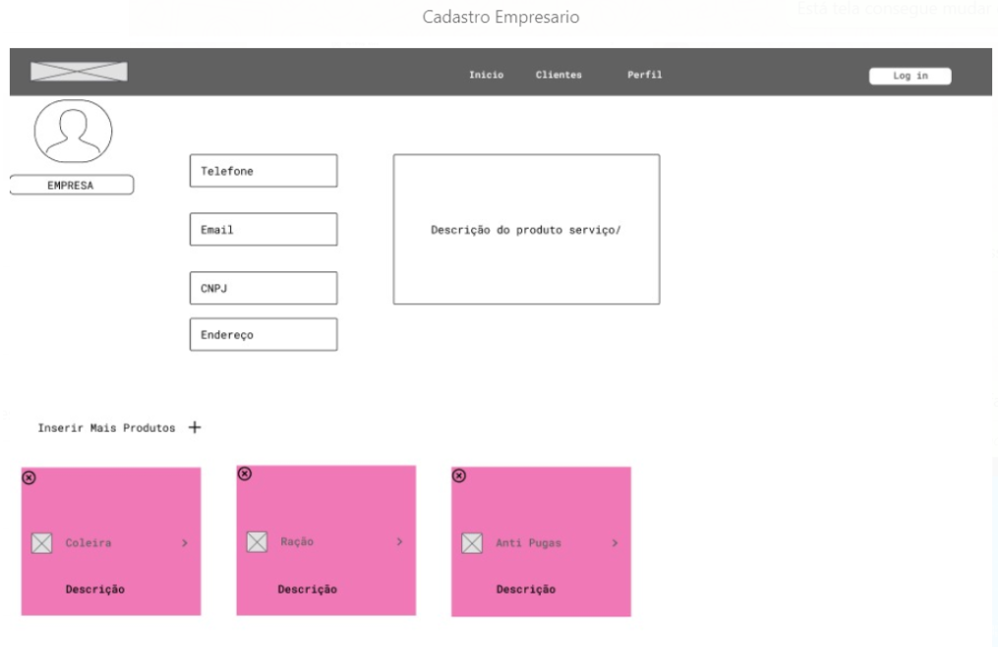 Está tela consegue mudar
Cadastro Empresario
Inicio Clientes Perfil Log in
EMPRESA
Telefone
Email
CNPJ
Endereço
Descrição do produto serviço/
Inserir Mais Produtos +
Coleira >
Descrição
Ração >
Descrição
Anti Pugas >
Descrição